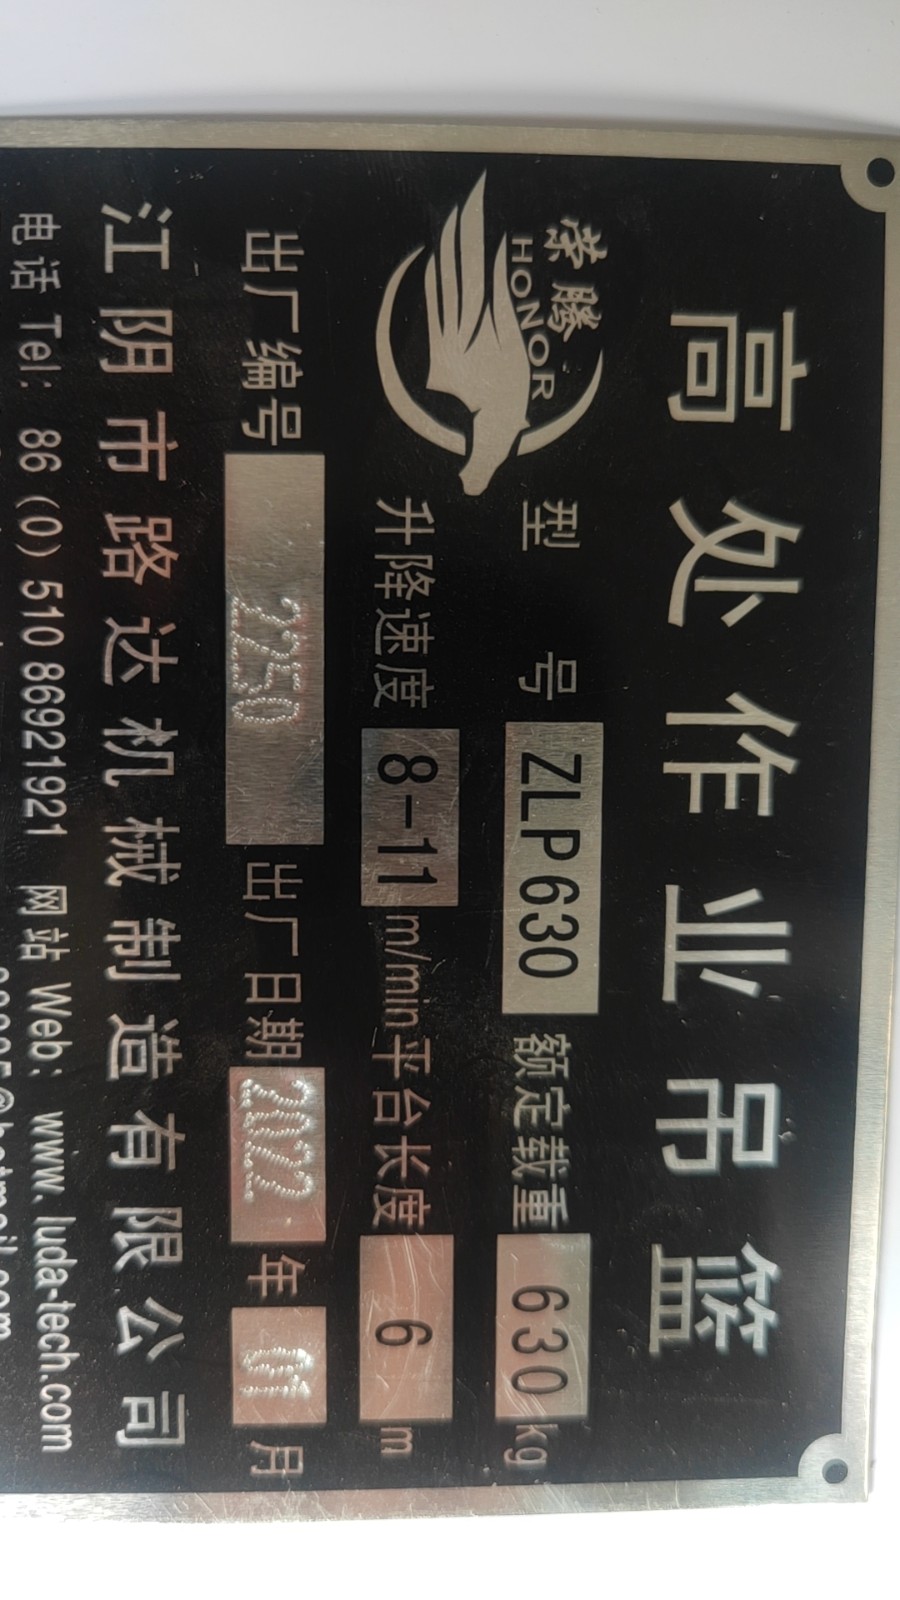 高处作业吊篮
荣腾
HONOR
型 号 ZLP630 额定载重 630 kg
升降速度 8-11 m/min 平台长度 6 m
出厂编号 2250 出厂日期 2022 年 01 月
江阴市路达机械制造有限公司
电话 Tel: 86 (0) 510 86921921 网站 Web: www.luda-tech.com